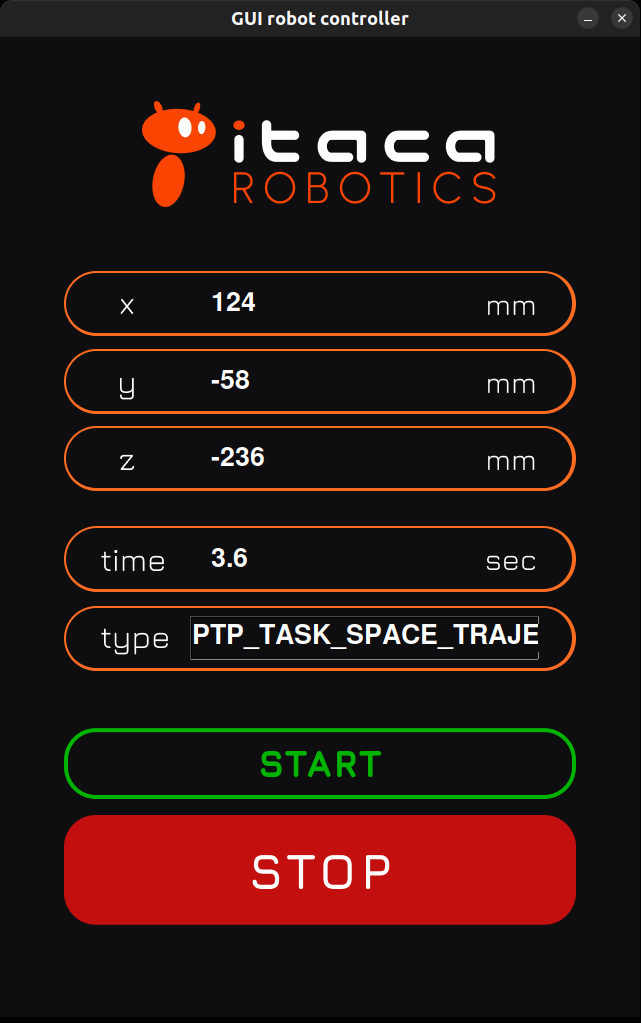 GUI robot controller
itaca
ROBOTICS
x 124 mm
y -58 mm
z -236 mm
time 3.6 sec
type PTP_TASK_SPACE_TRAJE
START
STOP